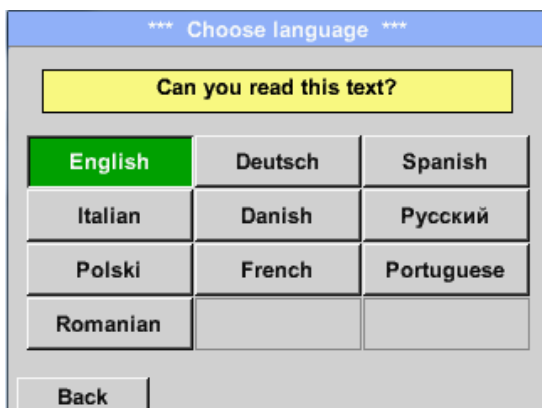 *** Choose language ***
Can you read this text?
English Deutsch Spanish
Italian Danish Русский
Polski French Portuguese
Romanian
Back